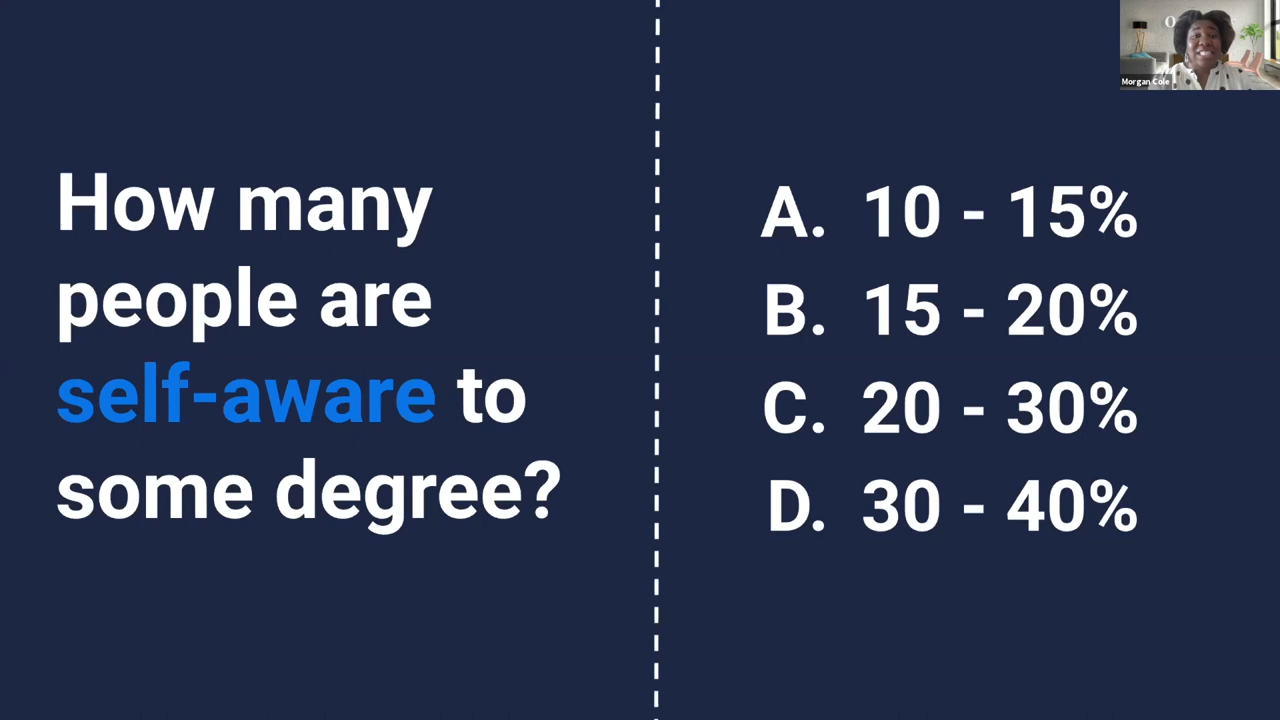 How many
people are
self-aware to
some degree?
A. 10 - 15%
B. 15 - 20%
C. 20 - 30%
D. 30 - 40%
Morgan Cole